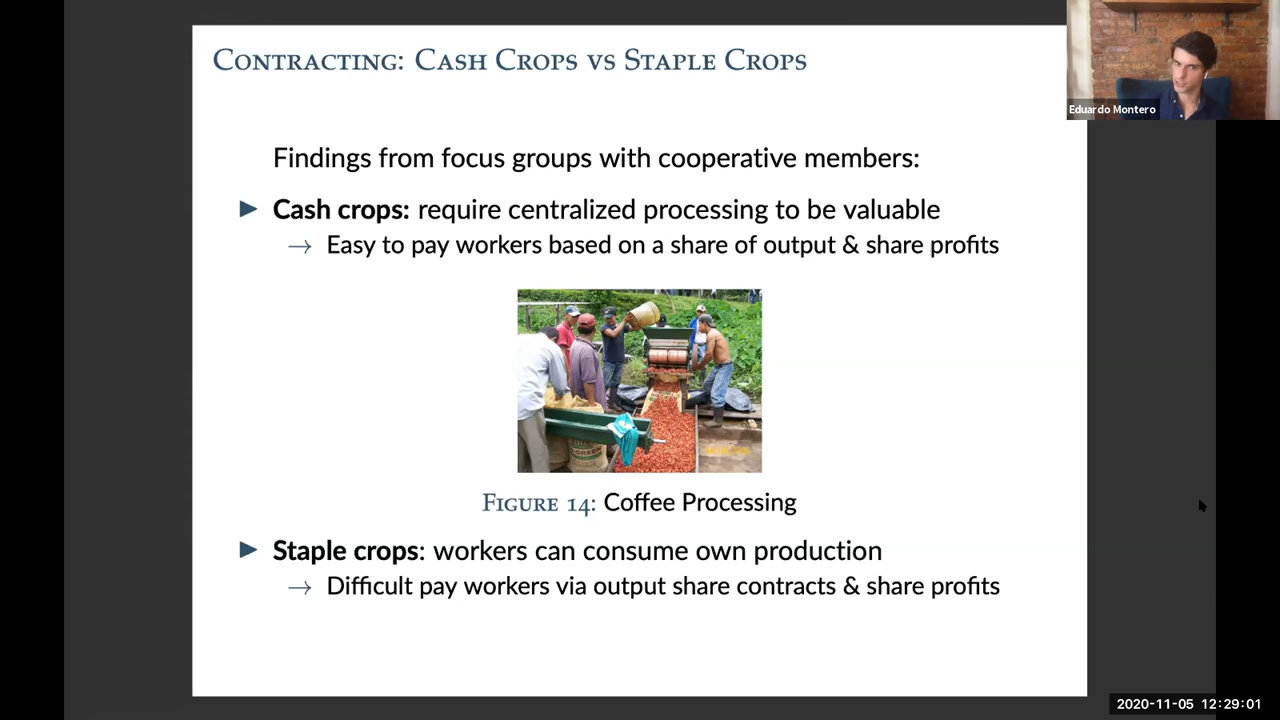 CONTRACTING: CASH CROPS VS STAPLE CROPS
Eduardo Montero
Findings from focus groups with cooperative members:
Cash crops: require centralized processing to be valuable
→ Easy to pay workers based on a share of output & share profits
GREEN
FIGURE 14: Coffee Processing
Staple crops: workers can consume own production
→ Difficult pay workers via output share contracts & share profits
2020-11-05 12:29:01